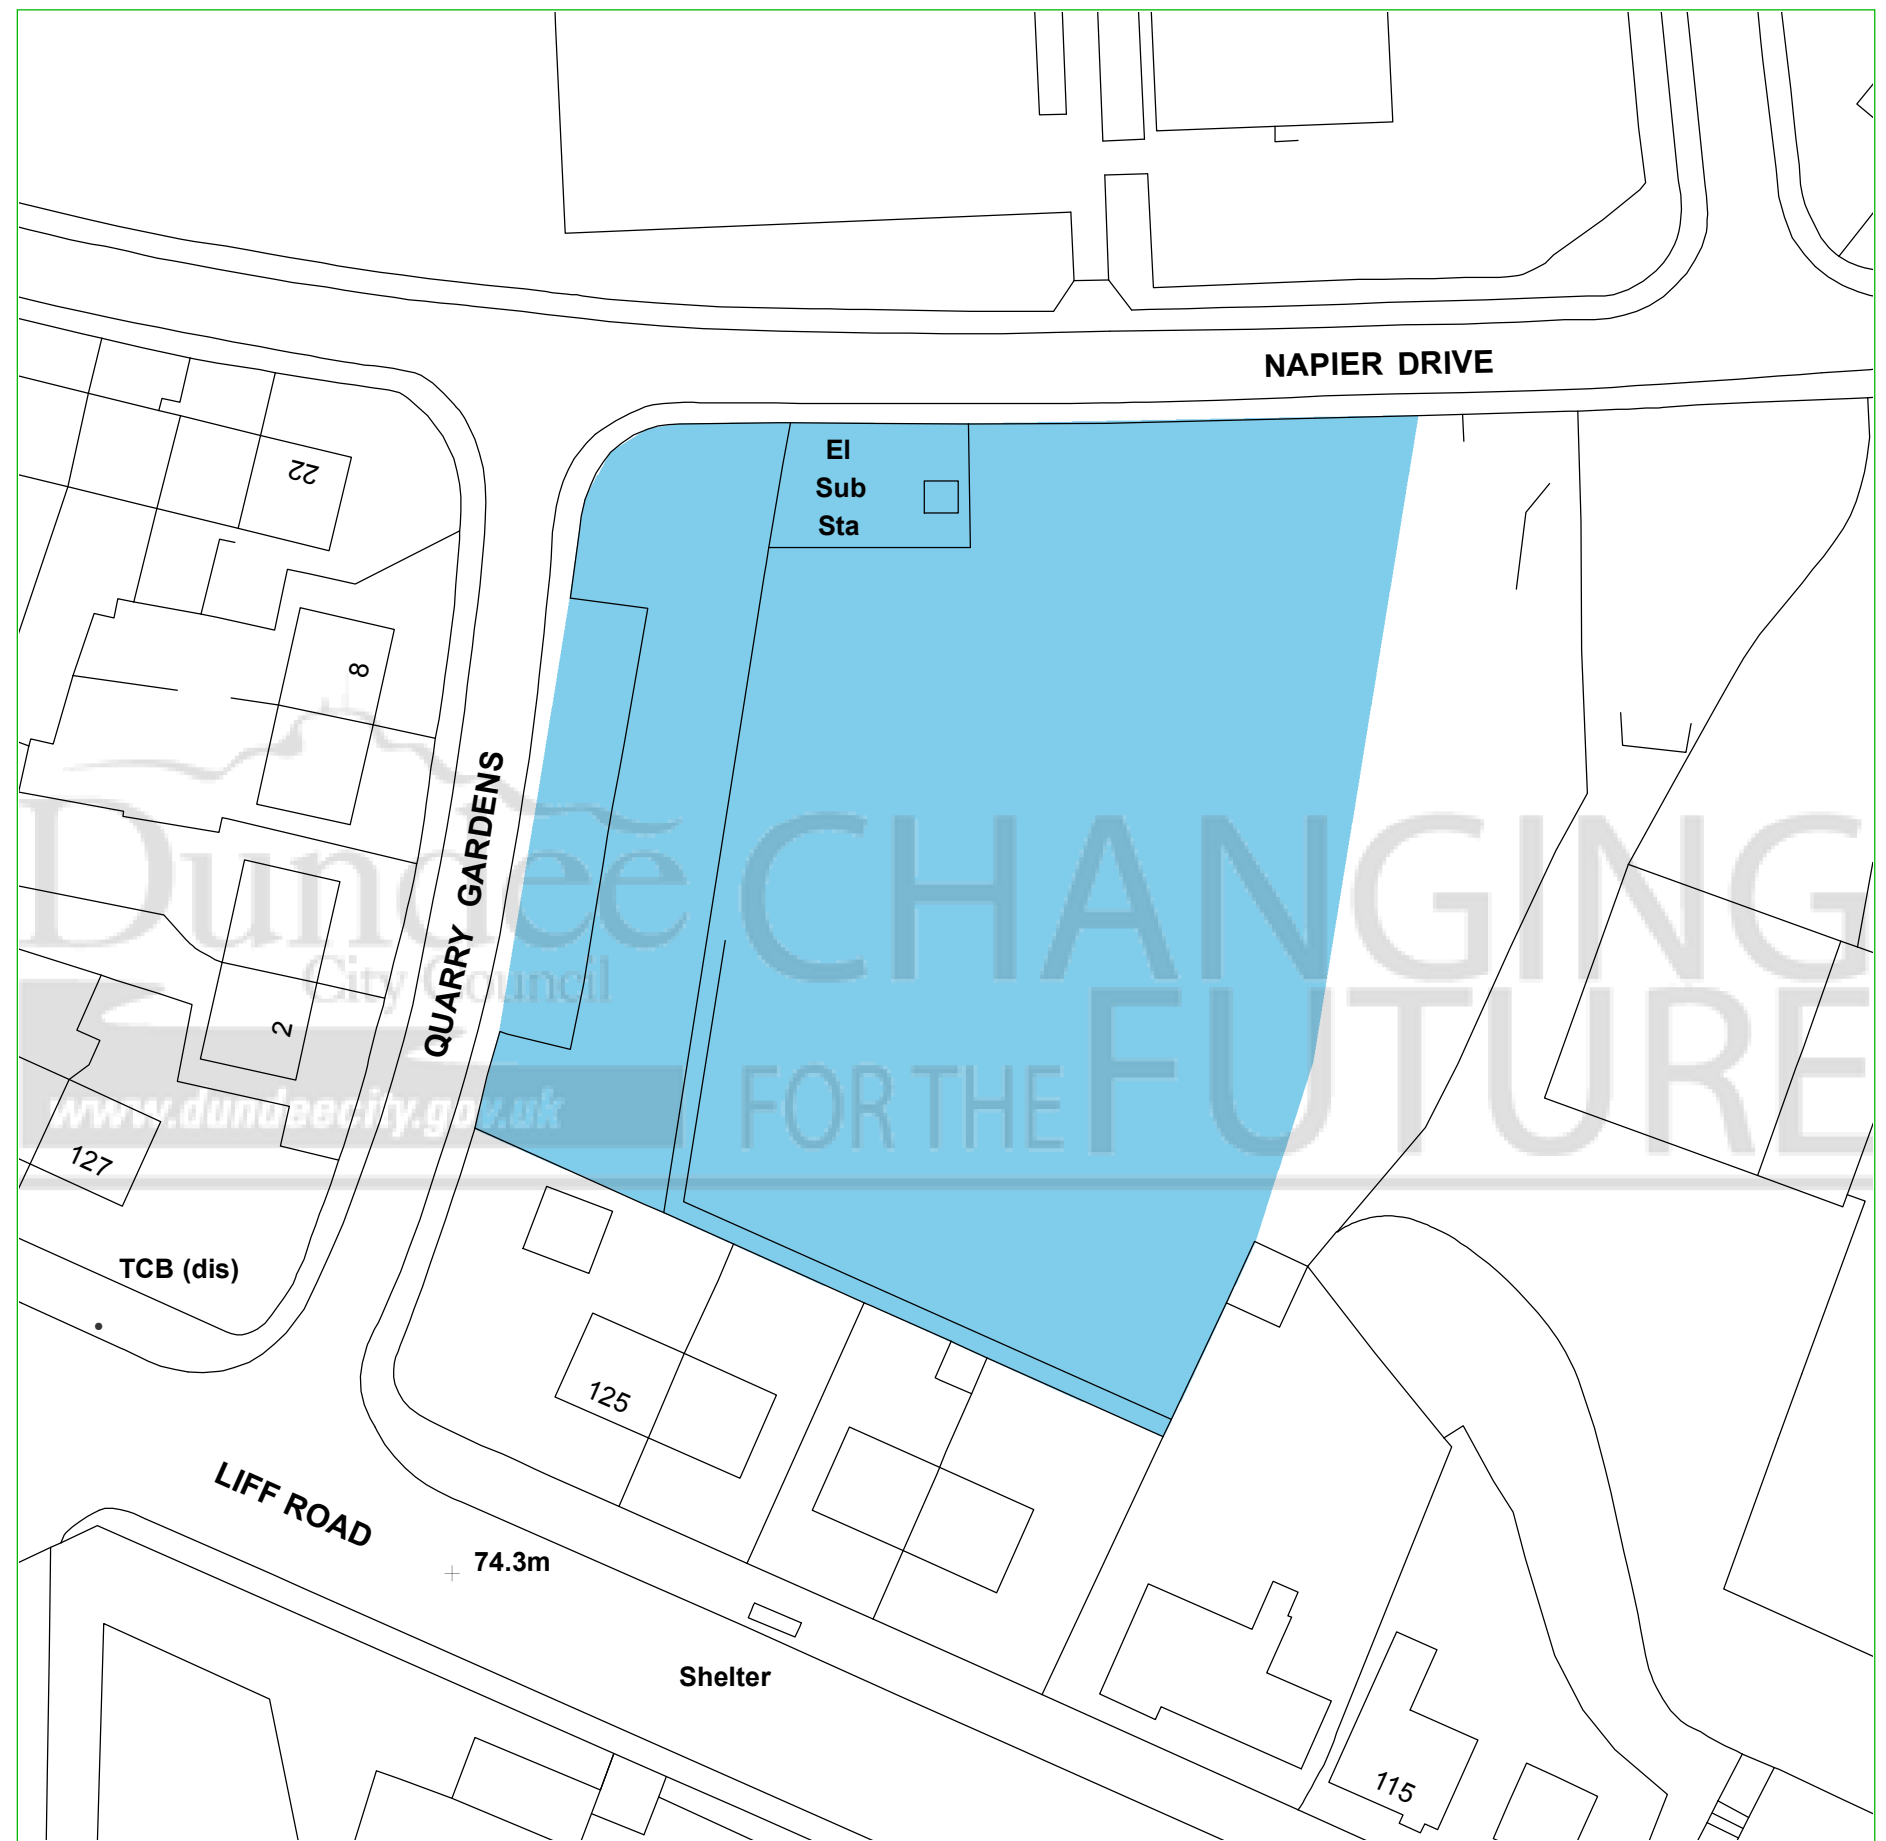 NAPIER DRIVE
El
Sub
Sta
22
8
QUARRY GARDENS
Dundee
City Council
www.dundeecity.gov.uk
CHANGING
FOR THE FUTURE
2
127
TCB (dis)
125
LIFF ROAD
74.3m
Shelter
115